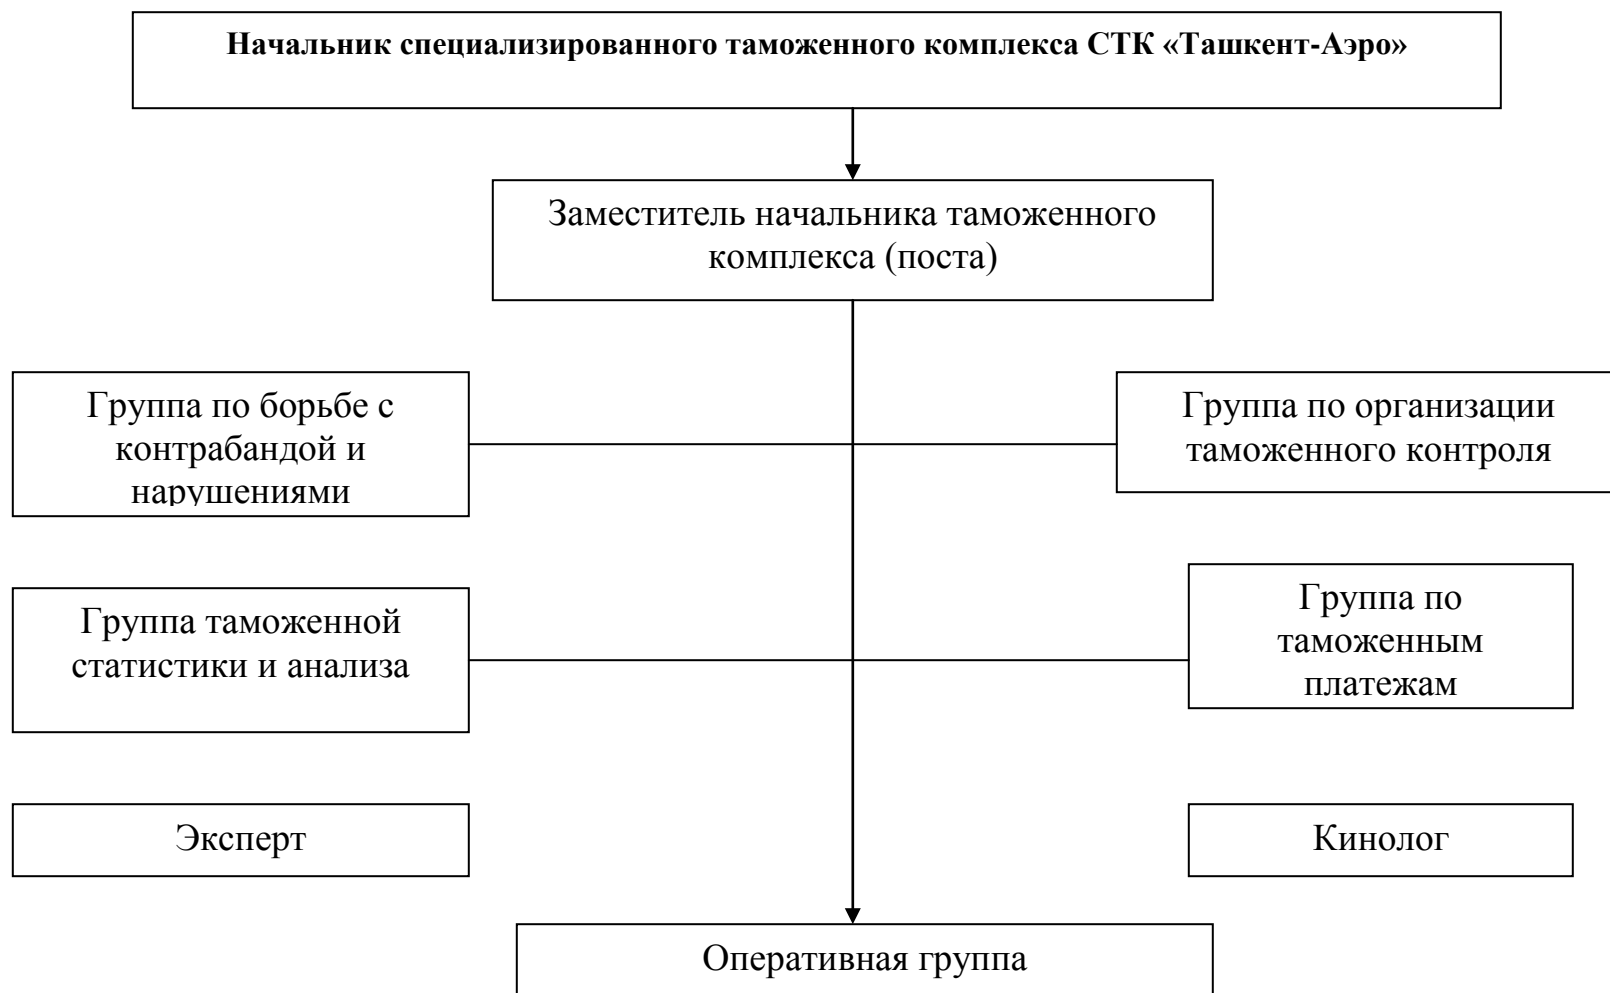 Начальник специализированного таможенного комплекса СТК «Ташкент-Аэро»
Заместитель начальника таможенного
комплекса (поста)
Группа по борьбе с
контрабандой и
нарушениями
Группа по организации
таможенного контроля
Группа таможенной
статистики и анализа
Группа по
таможенным
платежам
Эксперт
Кинолог
Оперативная группа